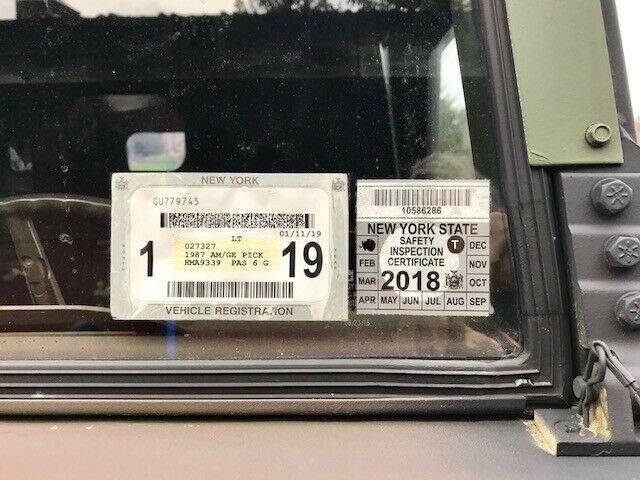 NEW YORK
GU779745
01/11/19
LT
027327
1987 AM/GE PICK
HMA9339 PAS 6 G
1 19
VEHICLE REGISTRATION
10586286
NEW YORK STATE
SAFETY T DEC
FEB INSPECTION NOV
CERTIFICATE
MAR 2018 OCT
APR MAY JUN JUL AUG SEP